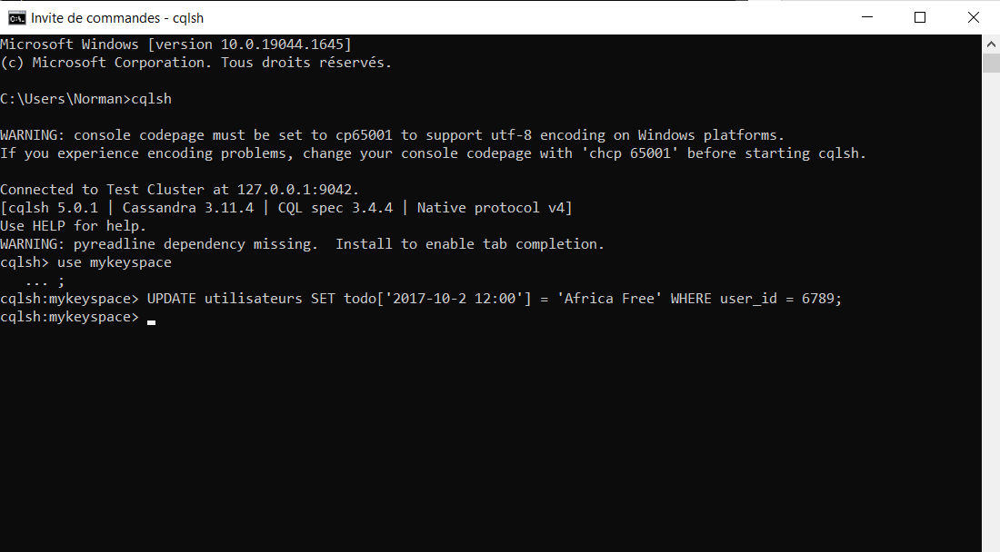 Invite de commandes - cqlsh
Microsoft Windows [version 10.0.19044.1645]
(c) Microsoft Corporation. Tous droits réservés.
C:\Users\Norman>cqlsh
WARNING: console codepage must be set to cp65001 to support utf-8 encoding on Windows platforms.
If you experience encoding problems, change your console codepage with 'chcp 65001' before starting cqlsh.
Connected to Test Cluster at 127.0.0.1:9042.
[cqlsh 5.0.1 | Cassandra 3.11.4 | CQL spec 3.4.4 | Native protocol v4]
Use HELP for help.
WARNING: pyreadline dependency missing.  Install to enable tab completion.
cqlsh> use mykeyspace
   ... ;
cqlsh:mykeyspace> UPDATE utilisateurs SET todo['2017-10-2 12:00'] = 'Africa Free' WHERE user_id = 6789;
cqlsh:mykeyspace>